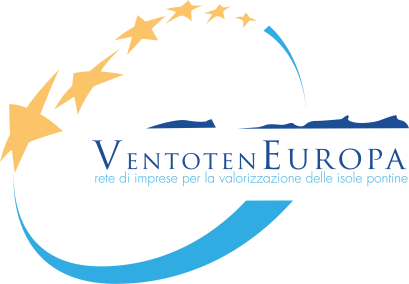 VENTOTENEUROPA
rete di imprese per la valorizzazione delle isole pontine